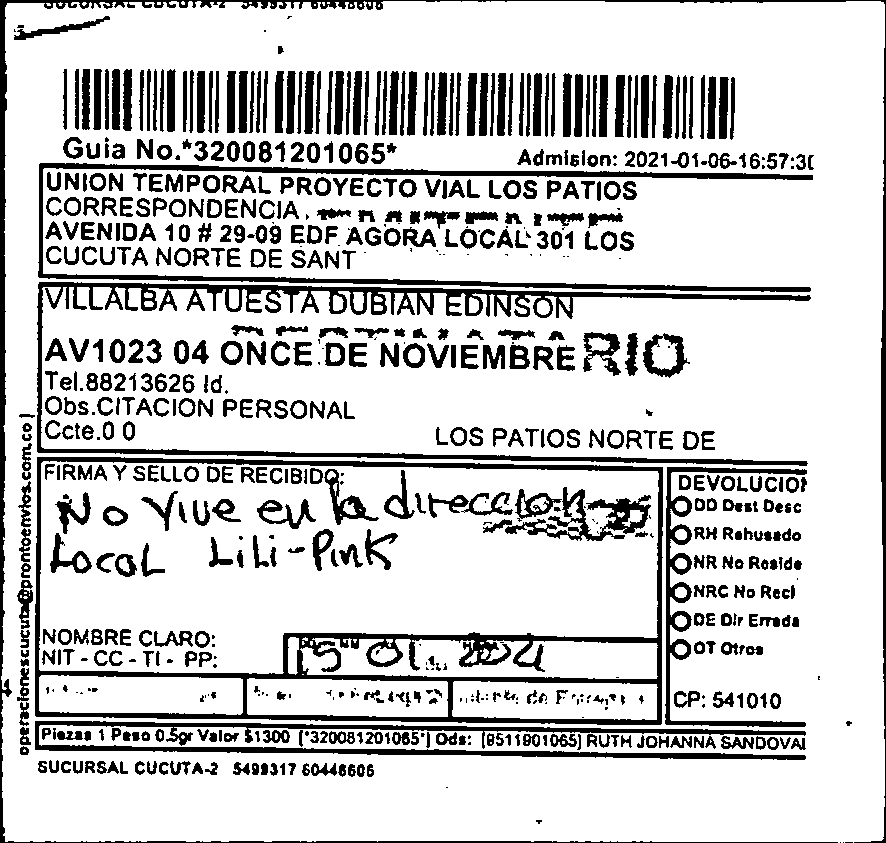 SUCURSAL CUCUTA-2 5499317 60446606
Guia No.*320081201065*
Admision: 2021-01-06-16:57:3
UNION TEMPORAL PROYECTO VIAL LOS PATIOS
CORRESPONDENCIA
AVENIDA 10 # 29-09 EDF AGORA LOCAL 301 LOS
CUCUTA NORTE DE SANT
VILLALBA ATUESTA DUBIAN EDINSON
AV1023 04 ONCE DE NOVIEMBRE RIO
Tel.88213626 Id.
Obs.CITACION PERSONAL
Ccte.0 0
LOS PATIOS NORTE DE
operacionescucuta@prontoenvios.com.co
FIRMA Y SELLO DE RECIBIDO:
No Vive en la direccion
Local Lili-Pink
NOMBRE CLARO:
NIT - CC - TI - PP:
15 01 2021
DEVOLUCION
DD Dest Desc
RH Rehusado
NR No Reside
NRC No Recl
DE Dir Errada
OT Otros
CP: 541010
Piezas 1 Peso 0.5gr Valor $1300 (*320081201065*) Ods: [9511901065] RUTH JOHANNA SANDOVAL
SUCURSAL CUCUTA-2 5499317 60446606